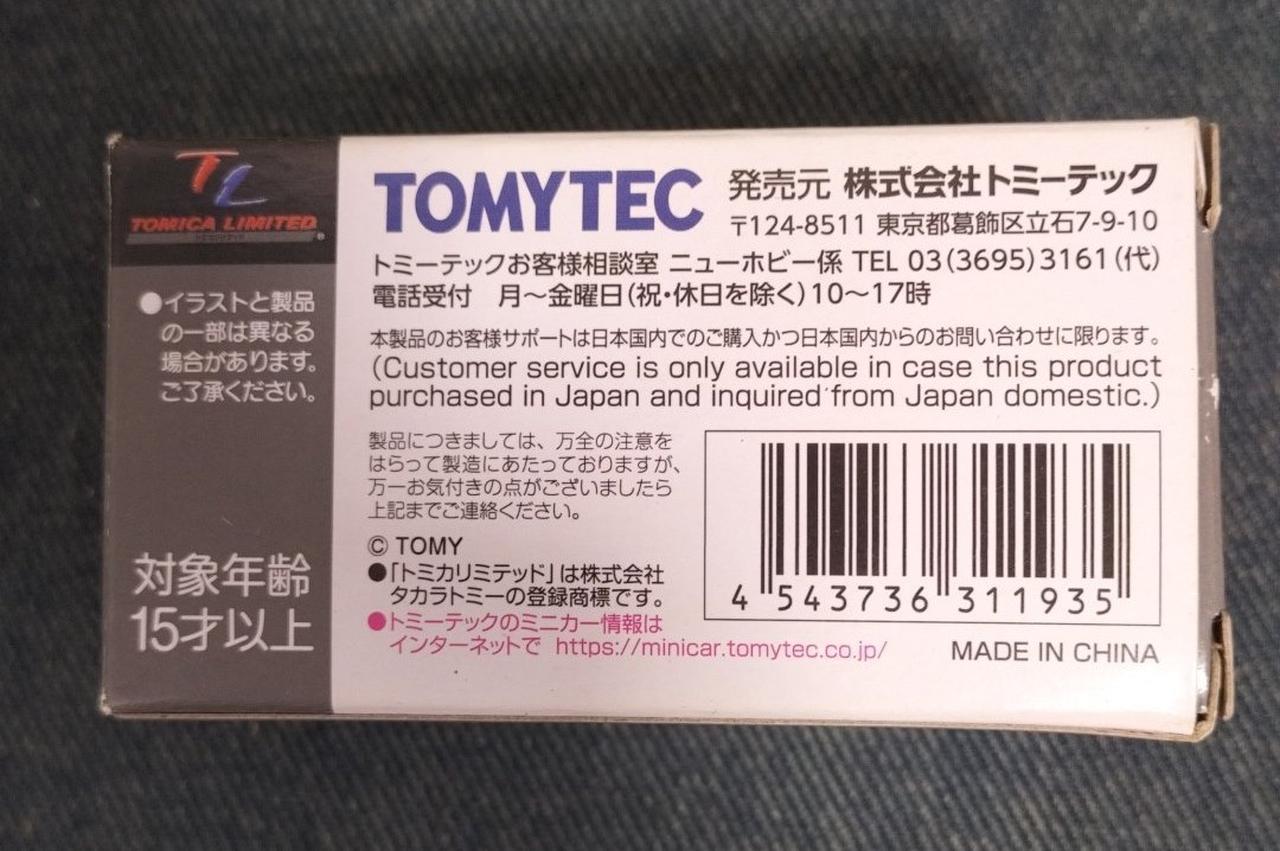 TL
TOMICA LIMITED
トミカリミテッド
®
●イラストと製品
の一部は異なる
場合があります。
ご了承ください。
対象年齢
15才以上
TOMYTEC 発売元 株式会社トミーテック
〒124-8511 東京都葛飾区立石7-9-10
トミーテックお客様相談室 ニューホビー係 TEL 03(3695)3161(代)
電話受付 月～金曜日(祝・休日を除く)10～17時
本製品のお客様サポートは日本国内でのご購入かつ日本国内からのお問い合わせに限ります。
(Customer service is only available in case this product
purchased in Japan and inquired from Japan domestic.)
製品につきましては、万全の注意を
はらって製造にあたっておりますが、
万一お気付きの点がございましたら
上記までご連絡ください。
© TOMY
●「トミカリミテッド」は株式会社
タカラトミーの登録商標です。
●トミーテックのミニカー情報は
インターネットで https://minicar.tomytec.co.jp/
4 543736 311935
MADE IN CHINA